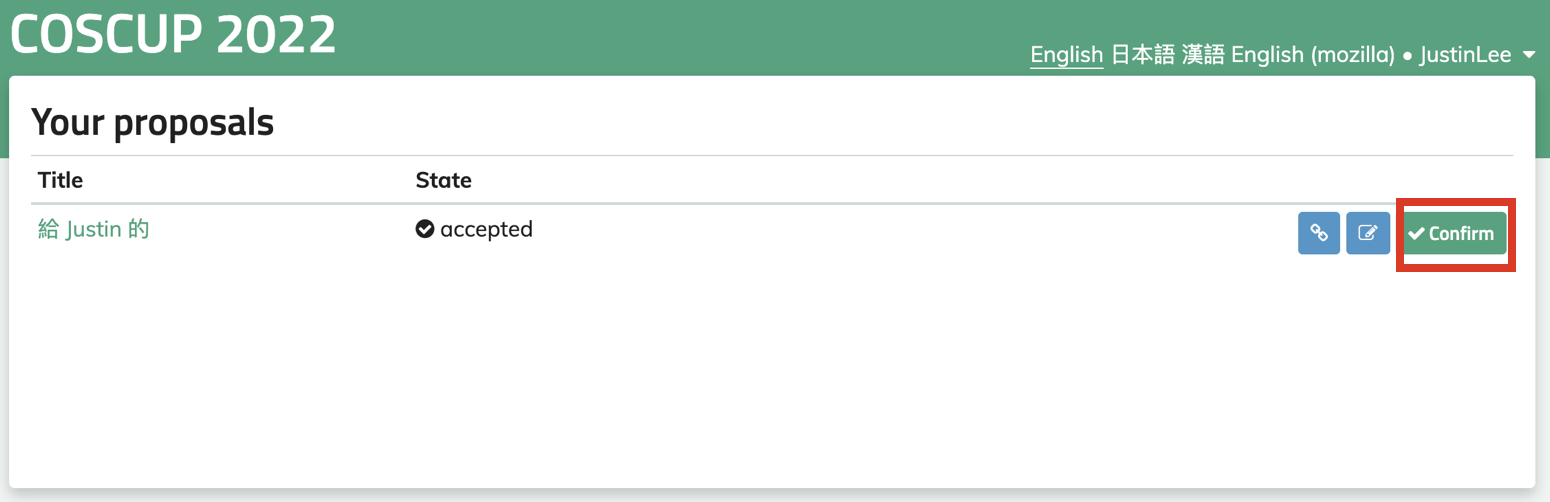 COSCUP 2022
English 日本語 漢語 English (mozilla) • JustinLee
Your proposals
Title State
給 Justin 的 accepted Confirm